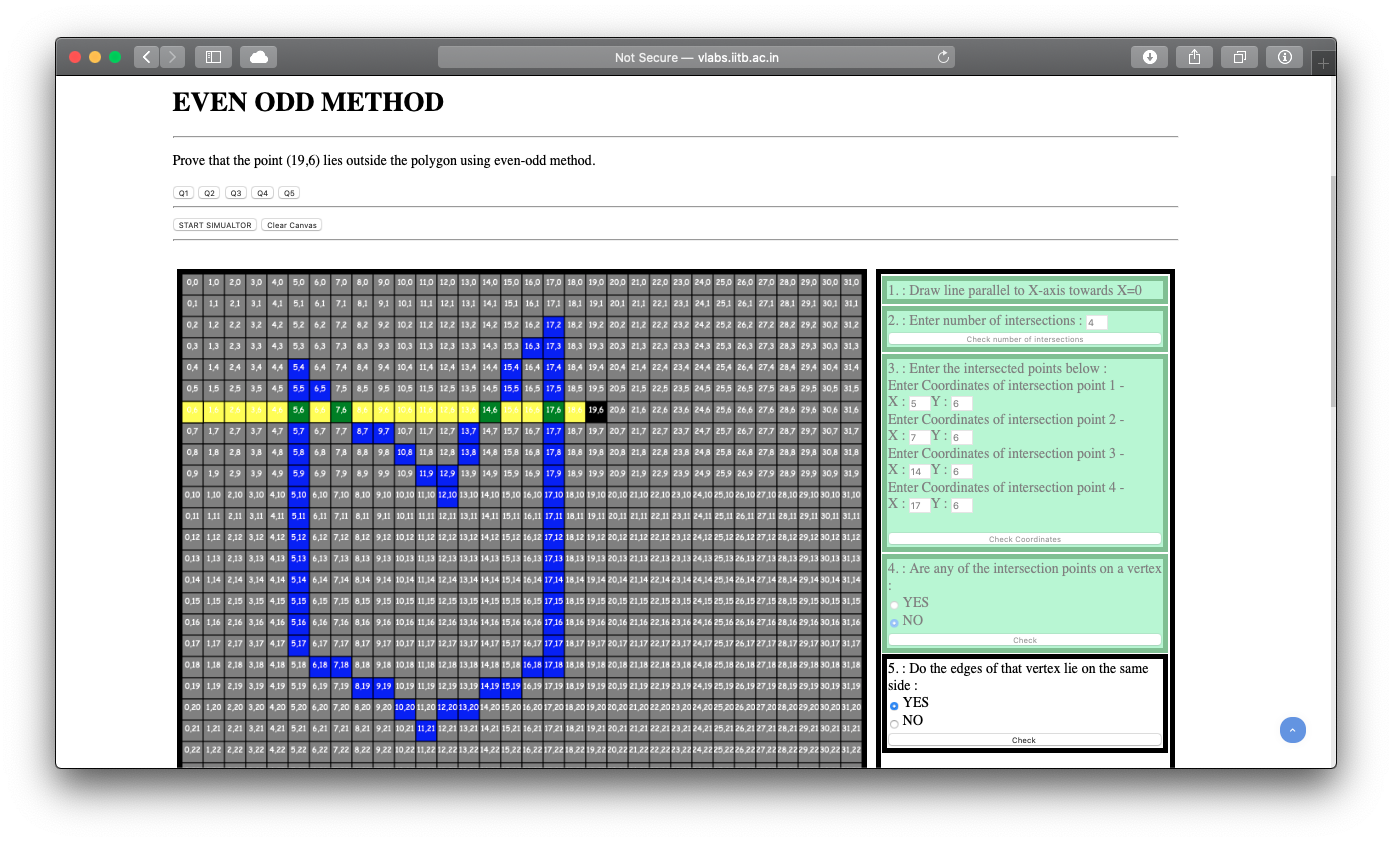 Not Secure — vlabs.iitb.ac.in
EVEN ODD METHOD
Prove that the point (19,6) lies outside the polygon using even-odd method.
Q1 Q2 Q3 Q4 Q5
START SIMUALTOR Clear Canvas
0,0 1,0 2,0 3,0 4,0 5,0 6,0 7,0 8,0 9,0 10,0 11,0 12,0 13,0 14,0 15,0 16,0 17,0 18,0 19,0 20,0 21,0 22,0 23,0 24,0 25,0 26,0 27,0 28,0 29,0 30,0 31,0
0,1 1,1 2,1 3,1 4,1 5,1 6,1 7,1 8,1 9,1 10,1 11,1 12,1 13,1 14,1 15,1 16,1 17,1 18,1 19,1 20,1 21,1 22,1 23,1 24,1 25,1 26,1 27,1 28,1 29,1 30,1 31,1
0,2 1,2 2,2 3,2 4,2 5,2 6,2 7,2 8,2 9,2 10,2 11,2 12,2 13,2 14,2 15,2 16,2 17,2 18,2 19,2 20,2 21,2 22,2 23,2 24,2 25,2 26,2 27,2 28,2 29,2 30,2 31,2
0,3 1,3 2,3 3,3 4,3 5,3 6,3 7,3 8,3 9,3 10,3 11,3 12,3 13,3 14,3 15,3 16,3 17,3 18,3 19,3 20,3 21,3 22,3 23,3 24,3 25,3 26,3 27,3 28,3 29,3 30,3 31,3
0,4 1,4 2,4 3,4 4,4 5,4 6,4 7,4 8,4 9,4 10,4 11,4 12,4 13,4 14,4 15,4 16,4 17,4 18,4 19,4 20,4 21,4 22,4 23,4 24,4 25,4 26,4 27,4 28,4 29,4 30,4 31,4
0,5 1,5 2,5 3,5 4,5 5,5 6,5 7,5 8,5 9,5 10,5 11,5 12,5 13,5 14,5 15,5 16,5 17,5 18,5 19,5 20,5 21,5 22,5 23,5 24,5 25,5 26,5 27,5 28,5 29,5 30,5 31,5
5,6 7,6 14,6 17,6 19,6 20,6 21,6 22,6 23,6 24,6 25,6 26,6 27,6 28,6 29,6 30,6 31,6
0,7 1,7 2,7 3,7 4,7 5,7 6,7 7,7 8,7 9,7 10,7 11,7 12,7 13,7 14,7 15,7 16,7 17,7 18,7 19,7 20,7 21,7 22,7 23,7 24,7 25,7 26,7 27,7 28,7 29,7 30,7 31,7
0,8 1,8 2,8 3,8 4,8 5,8 6,8 7,8 8,8 9,8 10,8 11,8 12,8 13,8 14,8 15,8 16,8 17,8 18,8 19,8 20,8 21,8 22,8 23,8 24,8 25,8 26,8 27,8 28,8 29,8 30,8 31,8
0,9 1,9 2,9 3,9 4,9 5,9 6,9 7,9 8,9 9,9 10,9 11,9 12,9 13,9 14,9 15,9 16,9 17,9 18,9 19,9 20,9 21,9 22,9 23,9 24,9 25,9 26,9 27,9 28,9 29,9 30,9 31,9
0,10 1,10 2,10 3,10 4,10 5,10 6,10 7,10 8,10 9,10 10,10 11,10 12,10 13,10 14,10 15,10 16,10 17,10 18,10 19,10 20,10 21,10 22,10 23,10 24,10 25,10 26,10 27,10 28,10 29,10 30,10 31,10
0,11 1,11 2,11 3,11 4,11 5,11 6,11 7,11 8,11 9,11 10,11 11,11 12,11 13,11 14,11 15,11 16,11 17,11 18,11 19,11 20,11 21,11 22,11 23,11 24,11 25,11 26,11 27,11 28,11 29,11 30,11 31,11
0,12 1,12 2,12 3,12 4,12 5,12 6,12 7,12 8,12 9,12 10,12 11,12 12,12 13,12 14,12 15,12 16,12 17,12 18,12 19,12 20,12 21,12 22,12 23,12 24,12 25,12 26,12 27,12 28,12 29,12 30,12 31,12
0,13 1,13 2,13 3,13 4,13 5,13 6,13 7,13 8,13 9,13 10,13 11,13 12,13 13,13 14,13 15,13 16,13 17,13 18,13 19,13 20,13 21,13 22,13 23,13 24,13 25,13 26,13 27,13 28,13 29,13 30,13 31,13
0,14 1,14 2,14 3,14 4,14 5,14 6,14 7,14 8,14 9,14 10,14 11,14 12,14 13,14 14,14 15,14 16,14 17,14 18,14 19,14 20,14 21,14 22,14 23,14 24,14 25,14 26,14 27,14 28,14 29,14 30,14 31,14
0,15 1,15 2,15 3,15 4,15 5,15 6,15 7,15 8,15 9,15 10,15 11,15 12,15 13,15 14,15 15,15 16,15 17,15 18,15 19,15 20,15 21,15 22,15 23,15 24,15 25,15 26,15 27,15 28,15 29,15 30,15 31,15
0,16 1,16 2,16 3,16 4,16 5,16 6,16 7,16 8,16 9,16 10,16 11,16 12,16 13,16 14,16 15,16 16,16 17,16 18,16 19,16 20,16 21,16 22,16 23,16 24,16 25,16 26,16 27,16 28,16 29,16 30,16 31,16
0,17 1,17 2,17 3,17 4,17 5,17 6,17 7,17 8,17 9,17 10,17 11,17 12,17 13,17 14,17 15,17 16,17 17,17 18,17 19,17 20,17 21,17 22,17 23,17 24,17 25,17 26,17 27,17 28,17 29,17 30,17 31,17
0,18 1,18 2,18 3,18 4,18 5,18 6,18 7,18 8,18 9,18 10,18 11,18 12,18 13,18 14,18 15,18 16,18 17,18 18,18 19,18 20,18 21,18 22,18 23,18 24,18 25,18 26,18 27,18 28,18 29,18 30,18 31,18
0,19 1,19 2,19 3,19 4,19 5,19 6,19 7,19 8,19 9,19 10,19 11,19 12,19 13,19 14,19 15,19 16,19 17,19 18,19 19,19 20,19 21,19 22,19 23,19 24,19 25,19 26,19 27,19 28,19 29,19 30,19 31,19
0,20 1,20 2,20 3,20 4,20 5,20 6,20 7,20 8,20 9,20 10,20 11,20 12,20 13,20 14,20 15,20 16,20 17,20 18,20 19,20 20,20 21,20 22,20 23,20 24,20 25,20 26,20 27,20 28,20 29,20 30,20 31,20
0,21 1,21 2,21 3,21 4,21 5,21 6,21 7,21 8,21 9,21 10,21 11,21 12,21 13,21 14,21 15,21 16,21 17,21 18,21 19,21 20,21 21,21 22,21 23,21 24,21 25,21 26,21 27,21 28,21 29,21 30,21 31,21
0,22 1,22 2,22 3,22 4,22 5,22 6,22 7,22 8,22 9,22 10,22 11,22 12,22 13,22 14,22 15,22 16,22 17,22 18,22 19,22 20,22 21,22 22,22 23,22 24,22 25,22 26,22 27,22 28,22 29,22 30,22 31,22
1. : Draw line parallel to X-axis towards X=0
2. : Enter number of intersections : 4
Check number of intersections
3. : Enter the intersected points below :
Enter Coordinates of intersection point 1 -
X : 5 Y : 6
Enter Coordinates of intersection point 2 -
X : 7 Y : 6
Enter Coordinates of intersection point 3 -
X : 14 Y : 6
Enter Coordinates of intersection point 4 -
X : 17 Y : 6
Check Coordinates
4. : Are any of the intersection points on a vertex
:
YES
NO
Check
5. : Do the edges of that vertex lie on the same
side :
YES
NO
Check